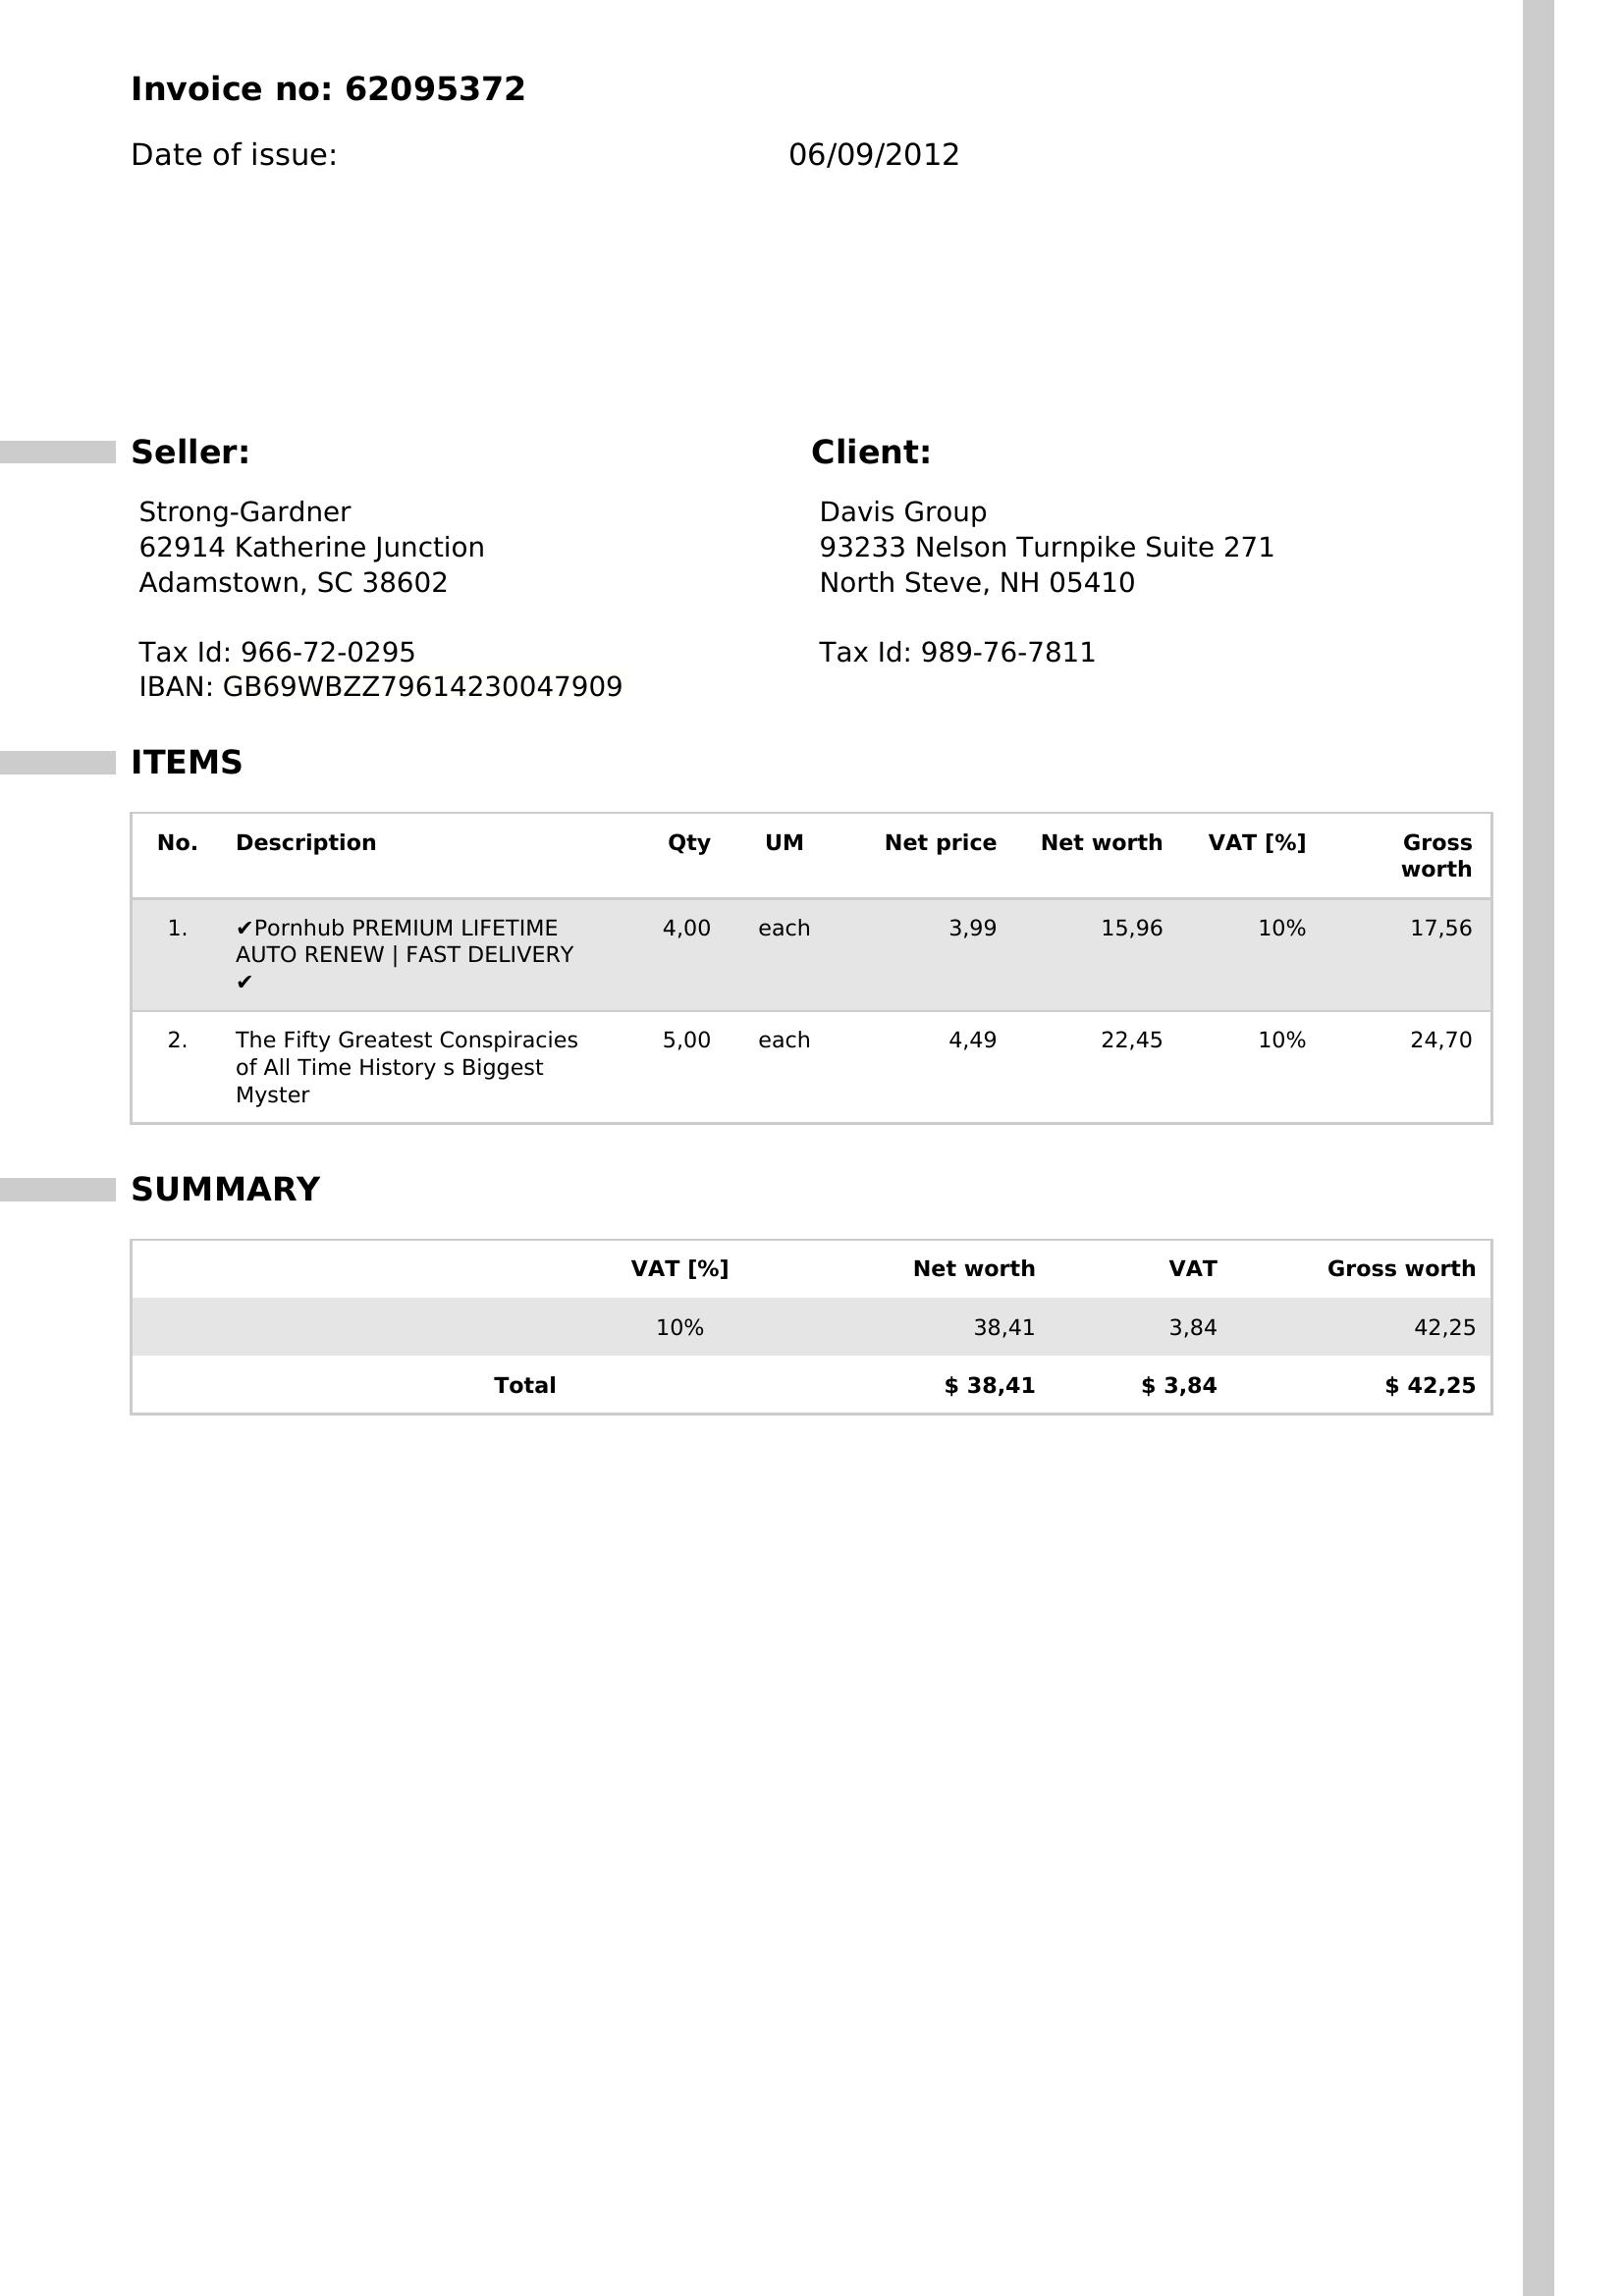 Invoice no: 62095372
Date of issue: 06/09/2012
Seller:
Strong-Gardner
62914 Katherine Junction
Adamstown, SC 38602
Tax Id: 966-72-0295
IBAN: GB69WBZZ79614230047909
Client:
Davis Group
93233 Nelson Turnpike Suite 271
North Steve, NH 05410
Tax Id: 989-76-7811
ITEMS
No. Description Qty UM Net price Net worth VAT [%] Gross
worth
1. ✔Pornhub PREMIUM LIFETIME 4,00 each 3,99 15,96 10% 17,56
AUTO RENEW | FAST DELIVERY
✔
2. The Fifty Greatest Conspiracies 5,00 each 4,49 22,45 10% 24,70
of All Time History s Biggest
Myster
SUMMARY
VAT [%] Net worth VAT Gross worth
10% 38,41 3,84 42,25
Total $ 38,41 $ 3,84 $ 42,25